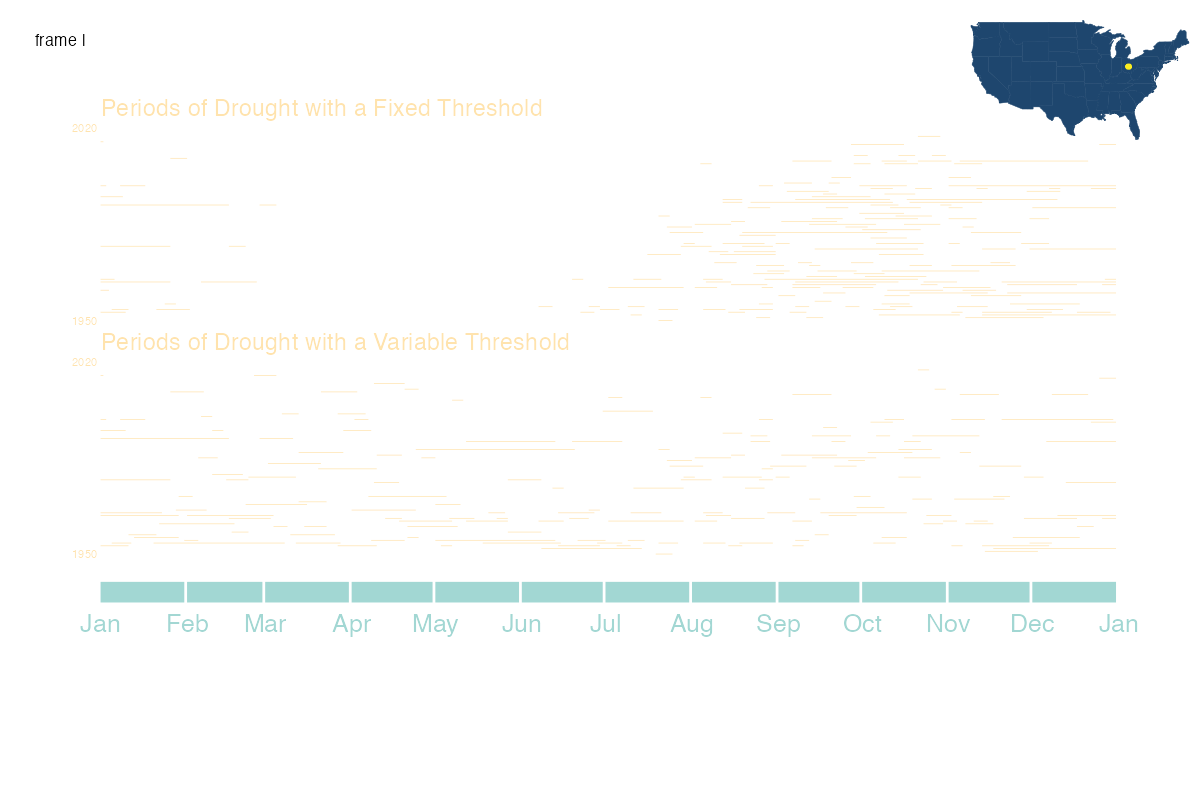 frame I
Periods of Drought with a Fixed Threshold
2020
1950
Periods of Drought with a Variable Threshold
2020
1950
Jan Feb Mar Apr May Jun Jul Aug Sep Oct Nov Dec Jan